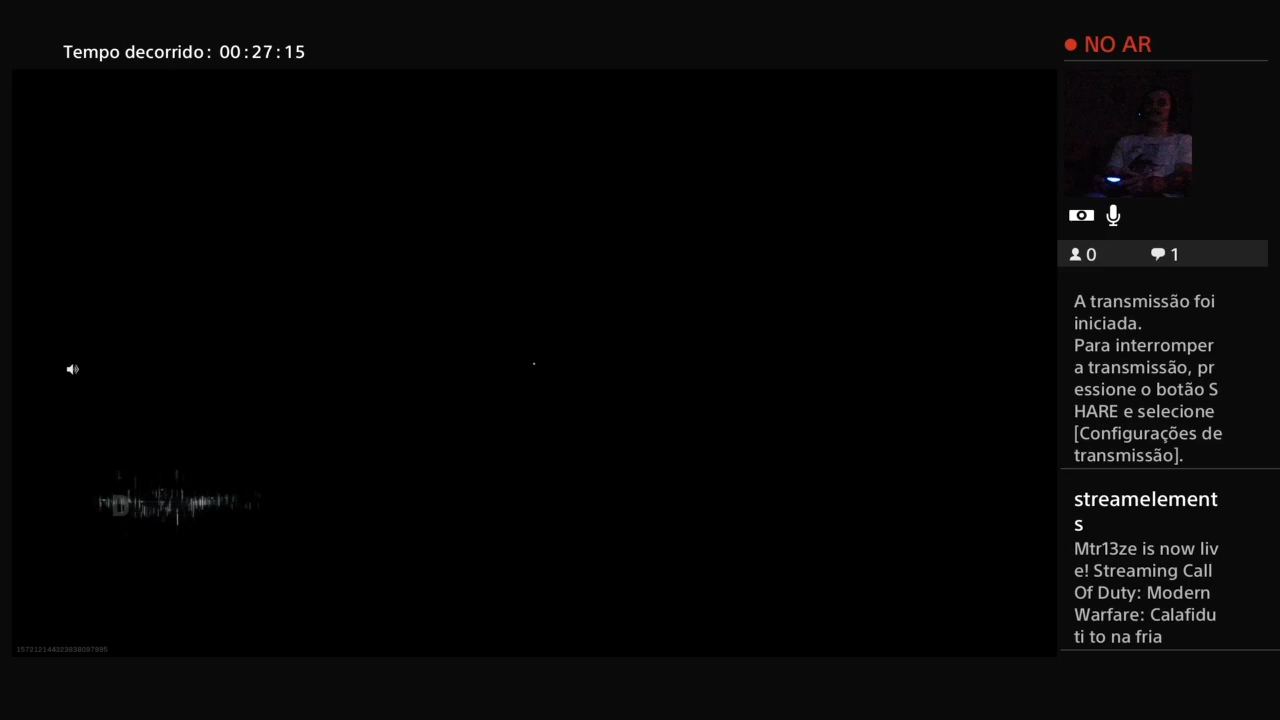 Tempo decorrido: 00:27:15
NO AR
0
1
A transmissão foi
iniciada.
Para interromper
a transmissão, pr
essione o botão S
HARE e selecione
[Configurações de
transmissão].
streamelement
s
Mtr13ze is now liv
e! Streaming Call
Of Duty: Modern
Warfare: Calafidu
ti to na fria